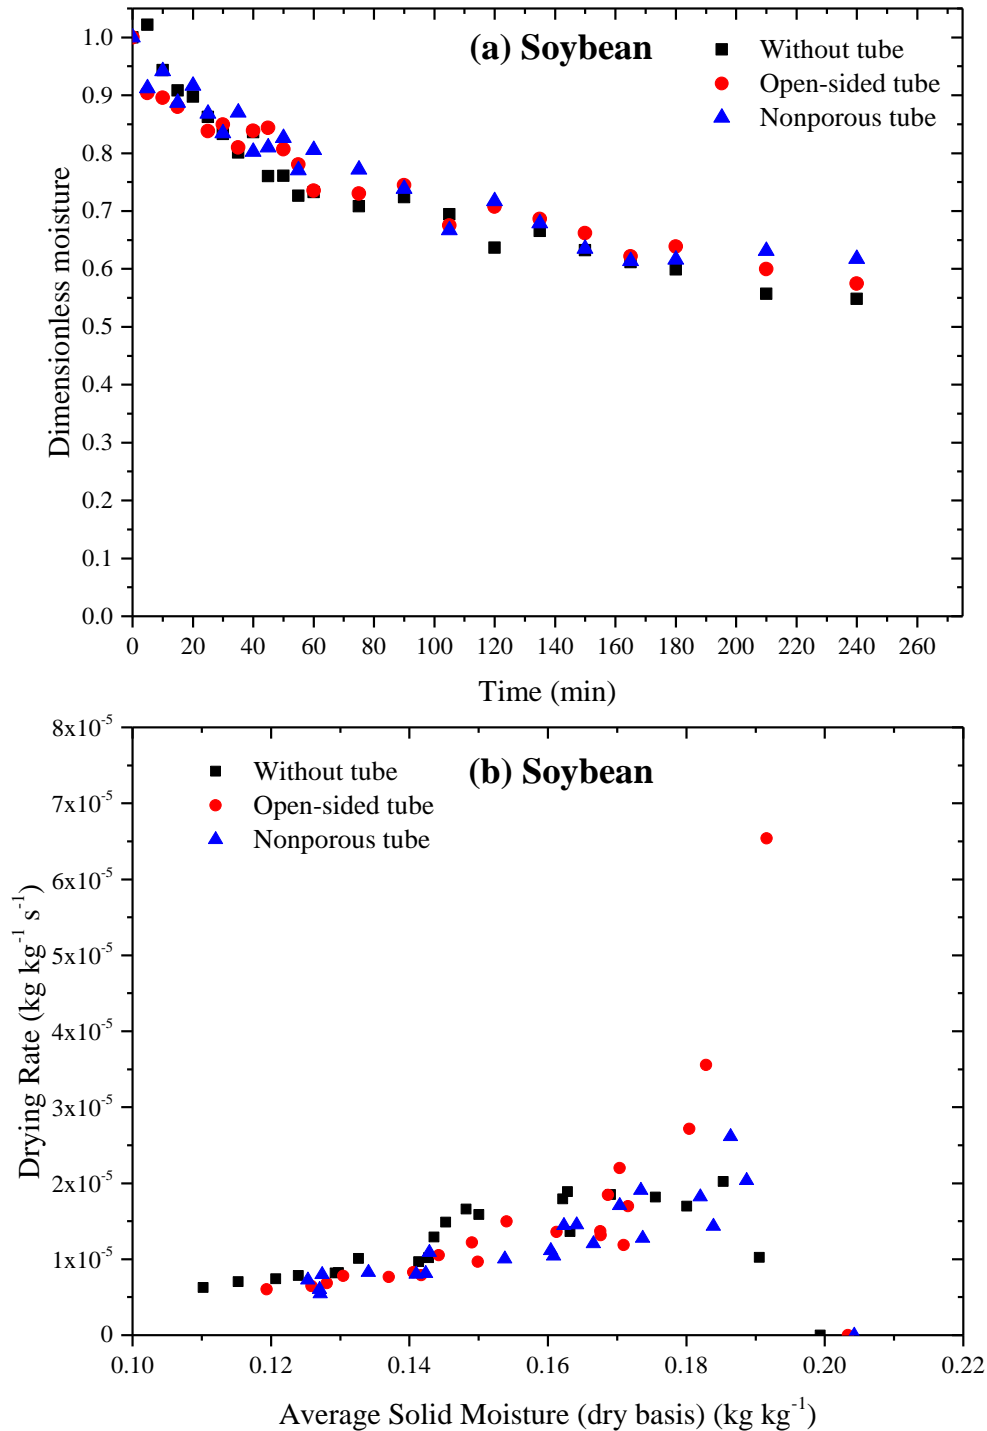 (a) Soybean
Without tube
Open-sided tube
Nonporous tube
Dimensionless moisture
1.0
0.9
0.8
0.7
0.6
0.5
0.4
0.3
0.2
0.1
0.0
0 20 40 60 80 100 120 140 160 180 200 220 240 260
Time (min)
(b) Soybean
Without tube
Open-sided tube
Nonporous tube
Drying Rate (kg kg⁻¹ s⁻¹)
8x10⁻⁵
7x10⁻⁵
6x10⁻⁵
5x10⁻⁵
4x10⁻⁵
3x10⁻⁵
2x10⁻⁵
1x10⁻⁵
0
0.10 0.12 0.14 0.16 0.18 0.20 0.22
Average Solid Moisture (dry basis) (kg kg⁻¹)